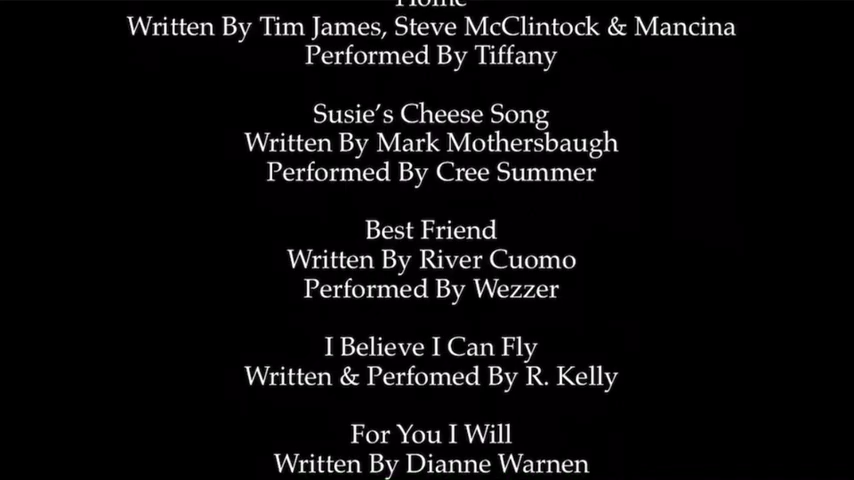 Home
Written By Tim James, Steve McClintock & Mancina
Performed By Tiffany
Susie's Cheese Song
Written By Mark Mothersbaugh
Performed By Cree Summer
Best Friend
Written By River Cuomo
Performed By Wezzer
I Believe I Can Fly
Written & Perfomed By R. Kelly
For You I Will
Written By Dianne Warnen